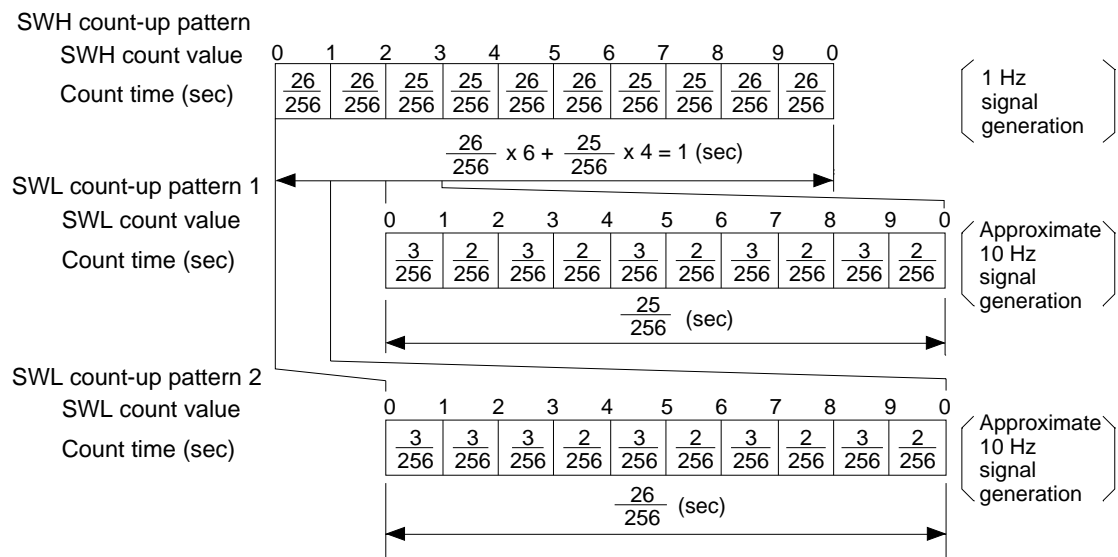 SWH count-up pattern
SWH count value 0 1 2 3 4 5 6 7 8 9 0
Count time (sec) 26/256 26/256 25/256 25/256 26/256 26/256 25/256 25/256 26/256 26/256
1 Hz
signal
generation
26/256 x 6 + 25/256 x 4 = 1 (sec)
SWL count-up pattern 1
SWL count value 0 1 2 3 4 5 6 7 8 9 0
Count time (sec) 3/256 2/256 3/256 2/256 3/256 2/256 3/256 2/256 3/256 2/256
Approximate
10 Hz
signal
generation
25/256 (sec)
SWL count-up pattern 2
SWL count value 0 1 2 3 4 5 6 7 8 9 0
Count time (sec) 3/256 3/256 3/256 2/256 3/256 2/256 3/256 2/256 3/256 2/256
Approximate
10 Hz
signal
generation
26/256 (sec)